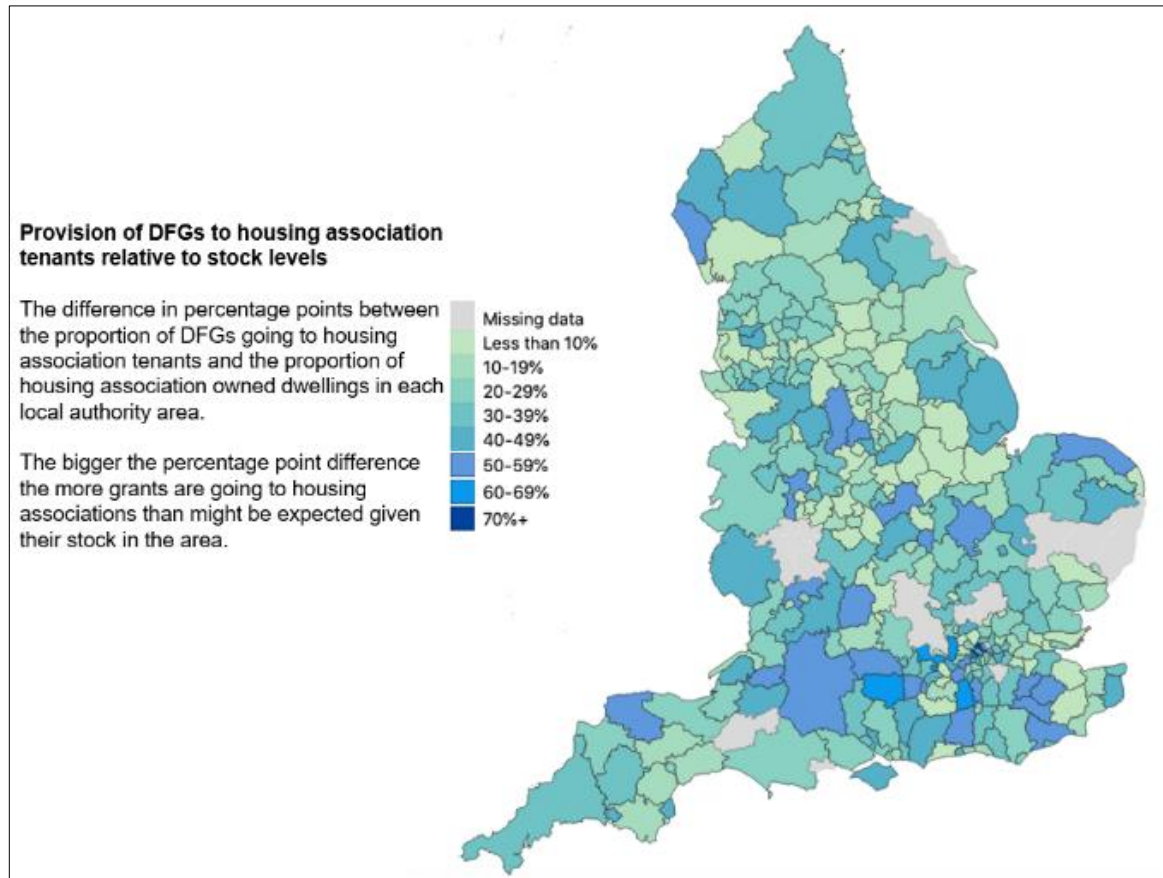 Provision of DFGs to housing association
tenants relative to stock levels
The difference in percentage points between
the proportion of DFGs going to housing
association tenants and the proportion of
housing association owned dwellings in each
local authority area.
The bigger the percentage point difference
the more grants are going to housing
associations than might be expected given
their stock in the area.
Missing data
Less than 10%
10-19%
20-29%
30-39%
40-49%
50-59%
60-69%
70%+